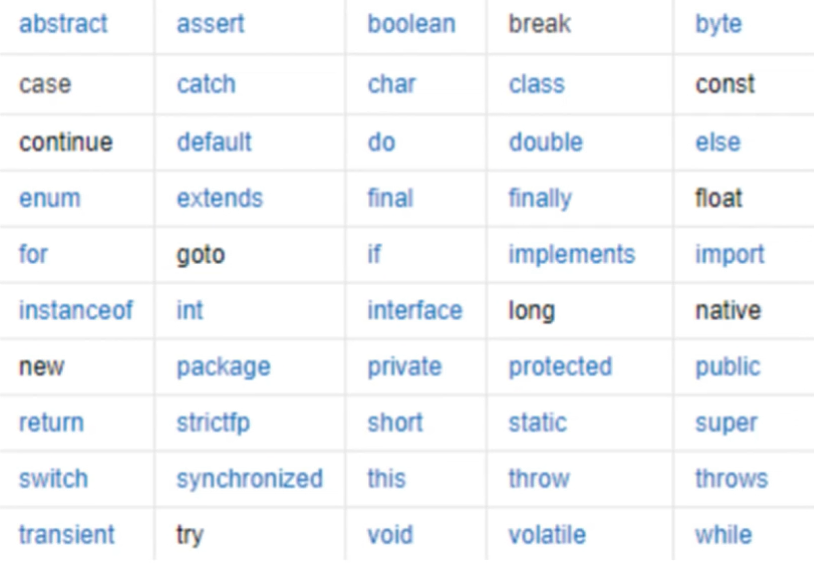 abstract assert boolean break byte
case catch char class const
continue default do double else
enum extends final finally float
for goto if implements import
instanceof int interface long native
new package private protected public
return strictfp short static super
switch synchronized this throw throws
transient try void volatile while